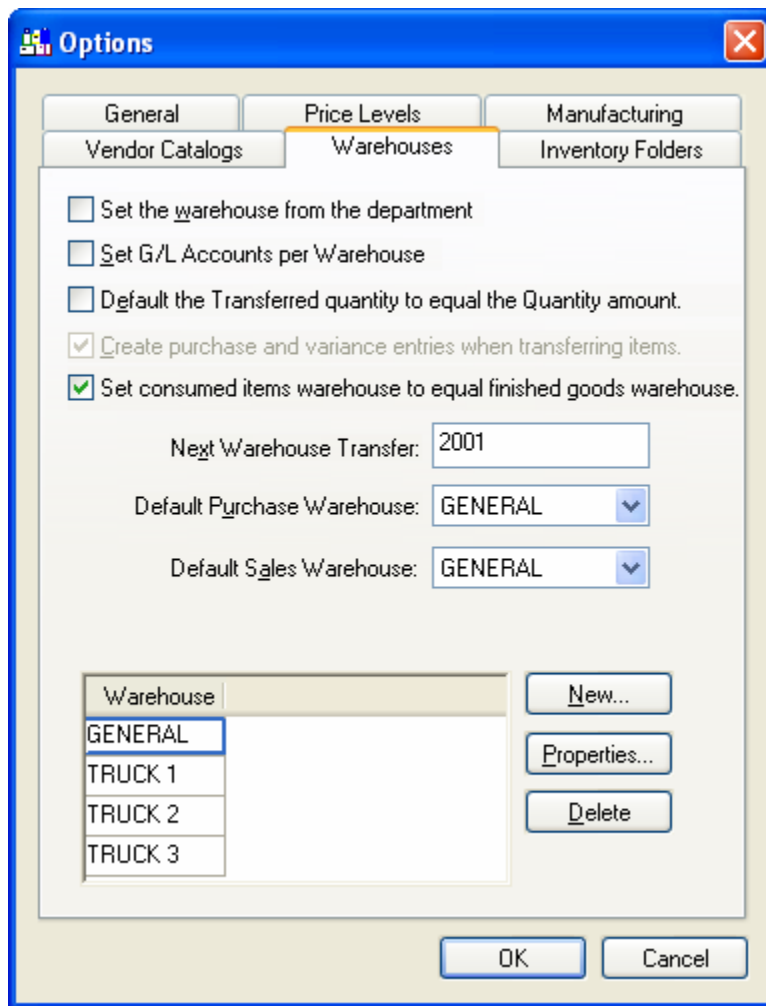 Options
General Price Levels Manufacturing
Vendor Catalogs Warehouses Inventory Folders
Set the warehouse from the department
Set G/L Accounts per Warehouse
Default the Transferred quantity to equal the Quantity amount.
Create purchase and variance entries when transferring items.
Set consumed items warehouse to equal finished goods warehouse.
Next Warehouse Transfer: 2001
Default Purchase Warehouse: GENERAL
Default Sales Warehouse: GENERAL
Warehouse
GENERAL
TRUCK 1
TRUCK 2
TRUCK 3
New...
Properties...
Delete
OK Cancel